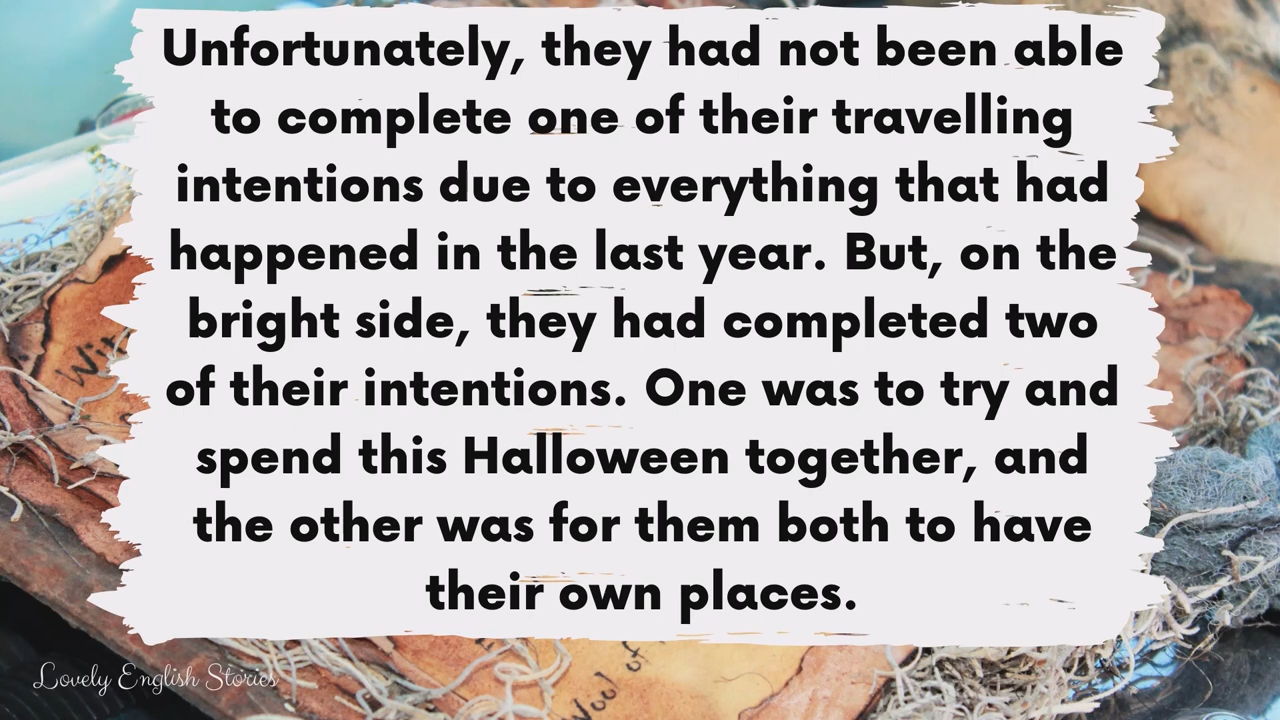 Unfortunately, they had not been able
to complete one of their travelling
intentions due to everything that had
happened in the last year. But, on the
bright side, they had completed two
of their intentions. One was to try and
spend this Halloween together, and
the other was for them both to have
their own places.
Wool of
Lovely English Stories